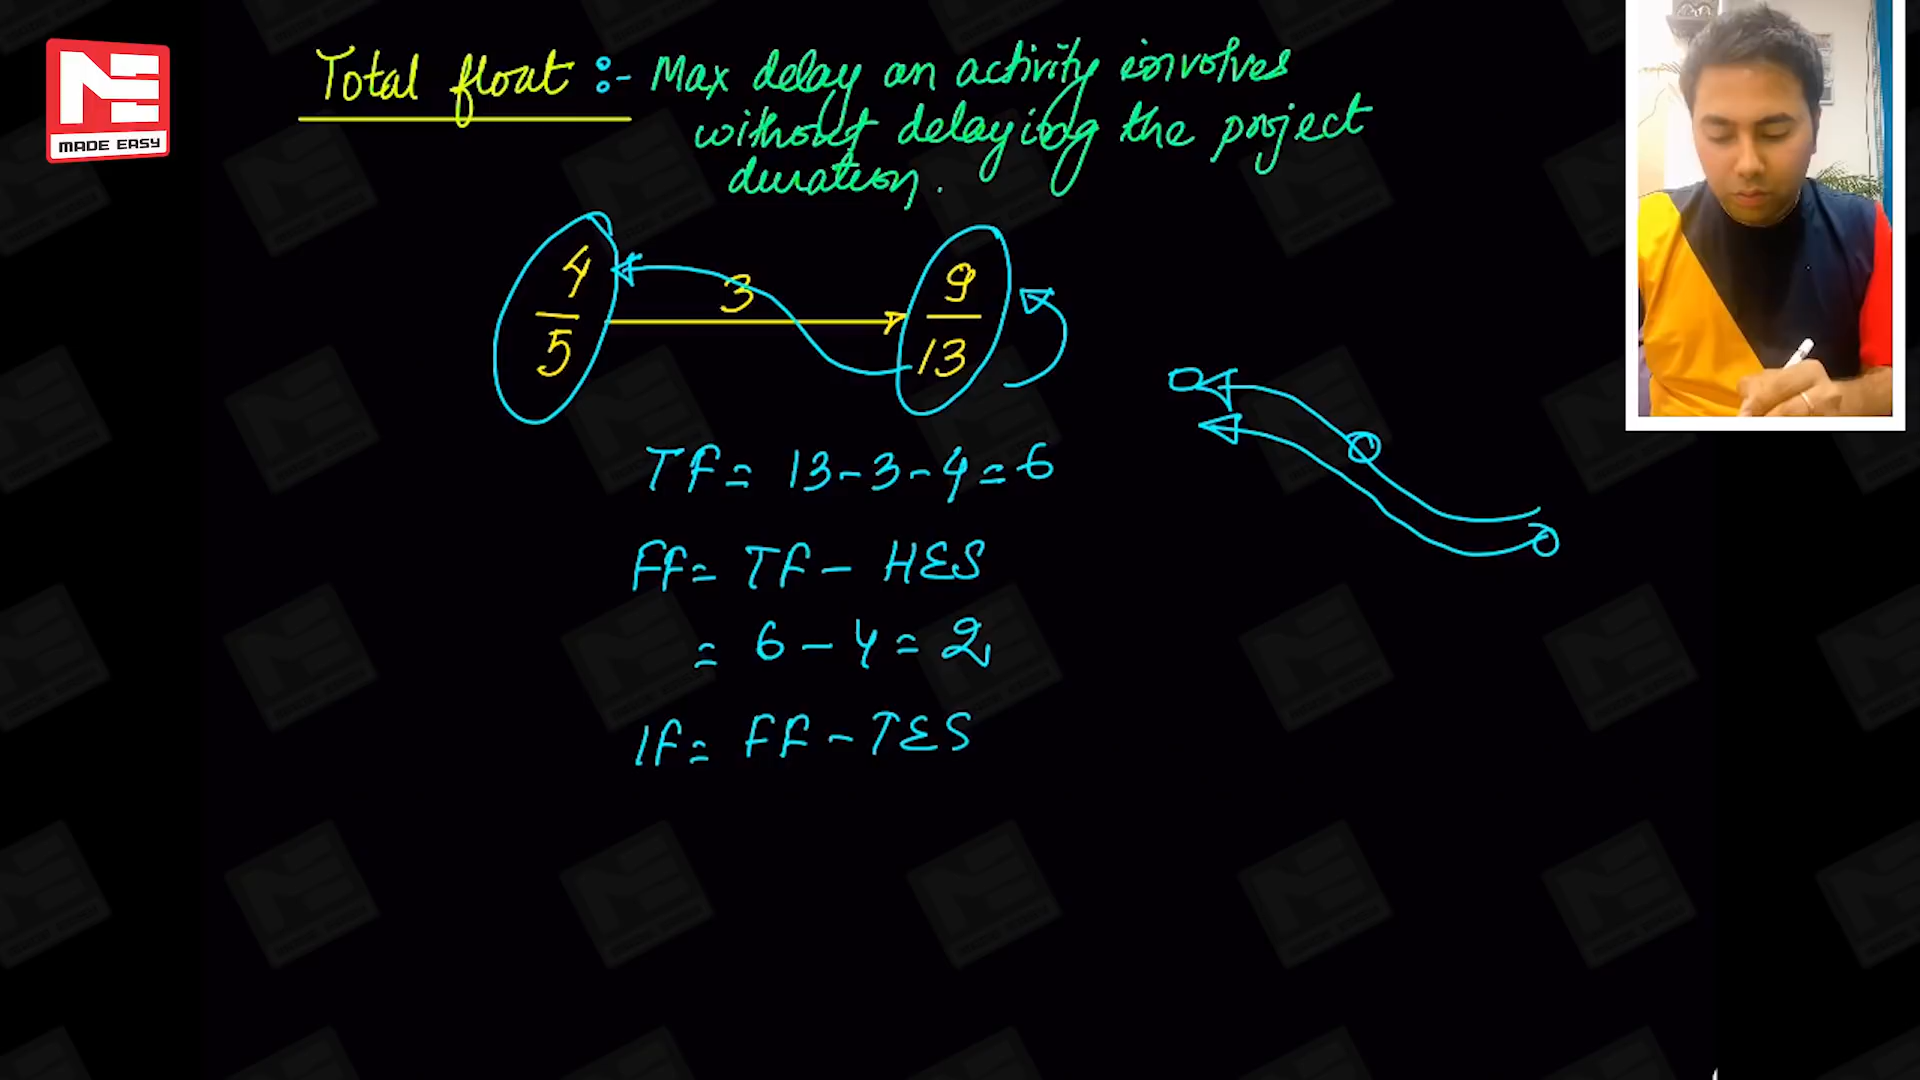 ME
MADE EASY
Total float :- Max delay an activity involves
without delaying the project
duration.
4
5
3
9
13
TF = 13-3-4 = 6
FF = TF - HES
= 6 - 4 = 2
IF = FF - TES